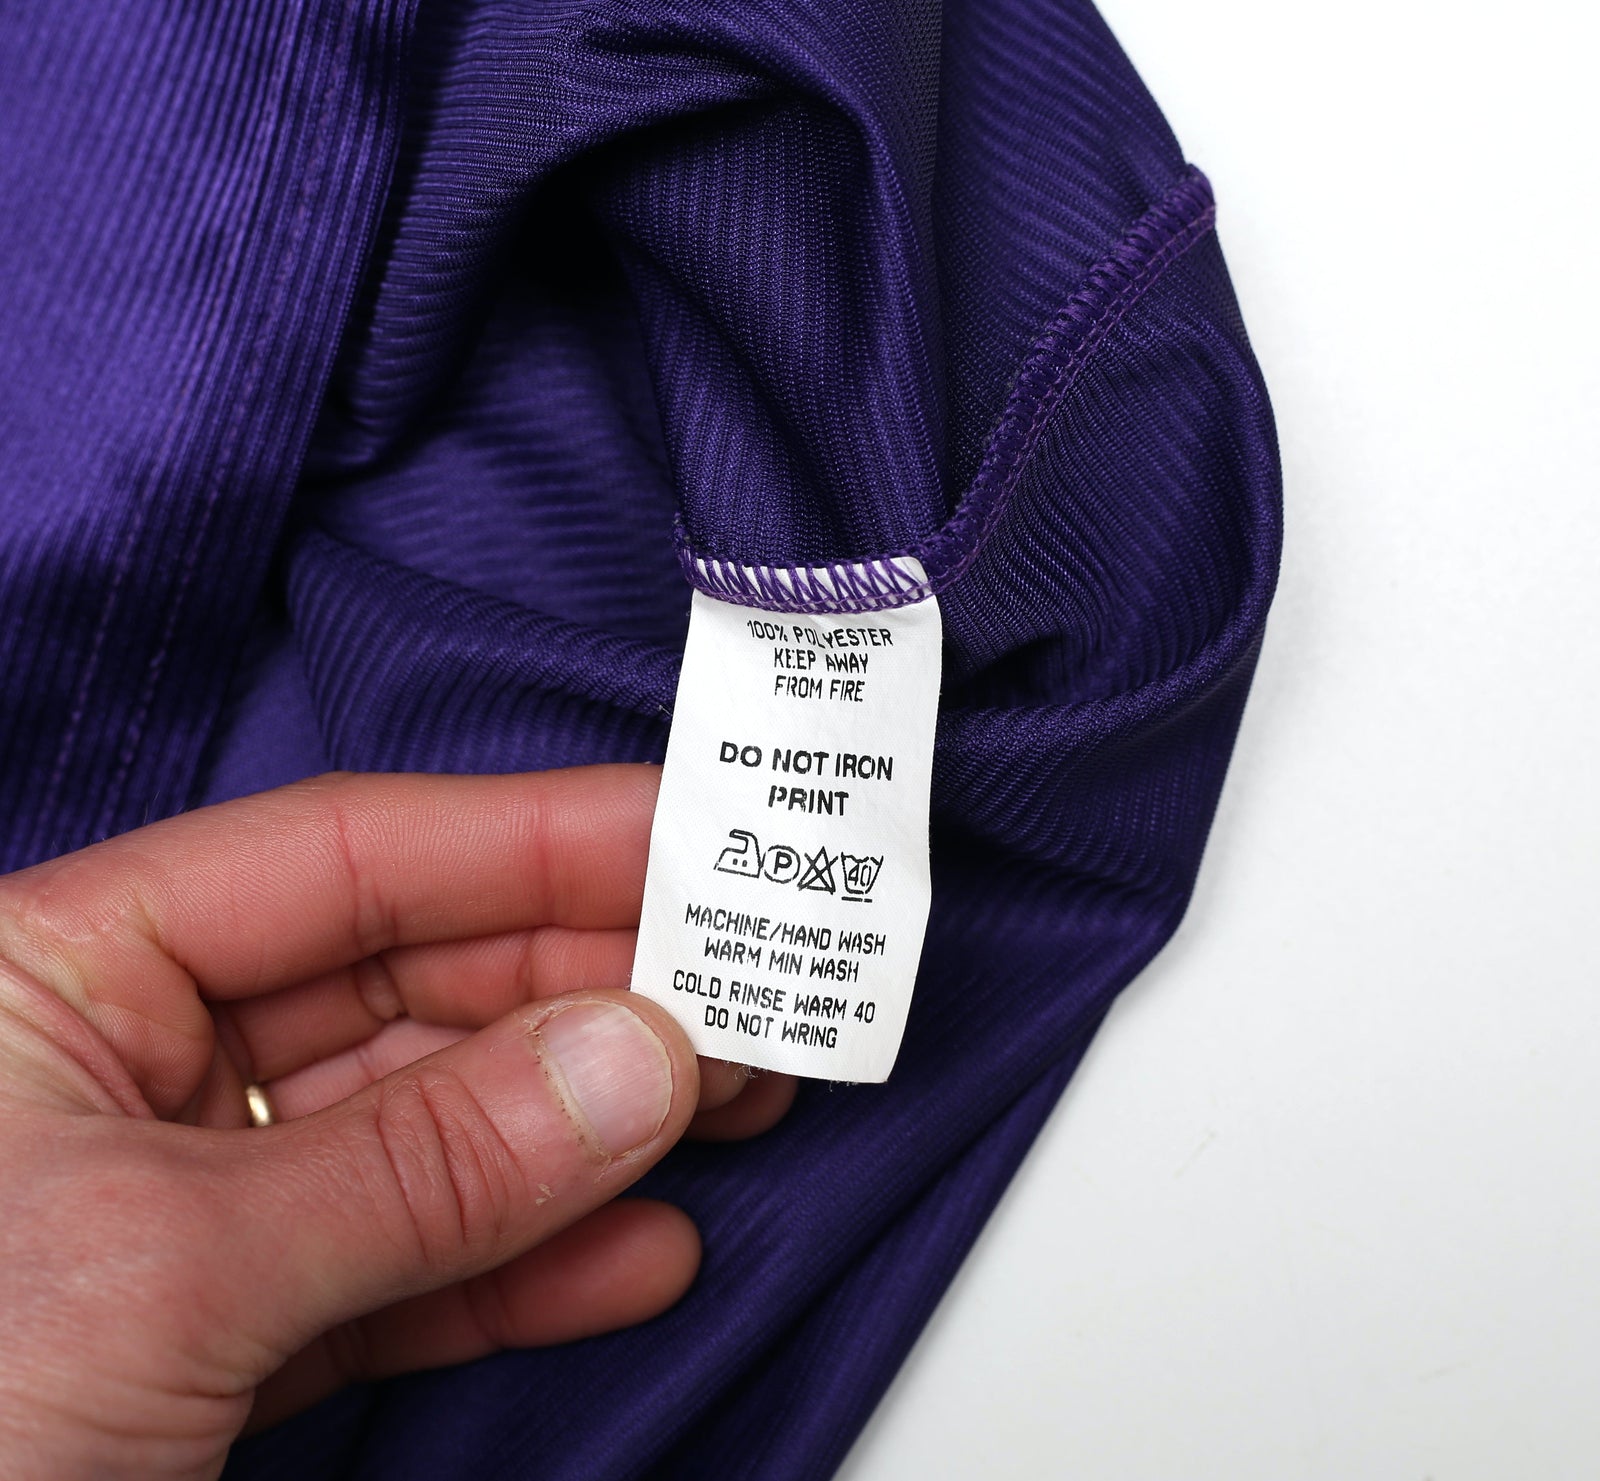 100% POLYESTER
KEEP AWAY
FROM FIRE
DO NOT IRON
PRINT
P 40
MACHINE/HAND WASH
WARM MIN WASH
COLD RINSE WARM 40
DO NOT WRING